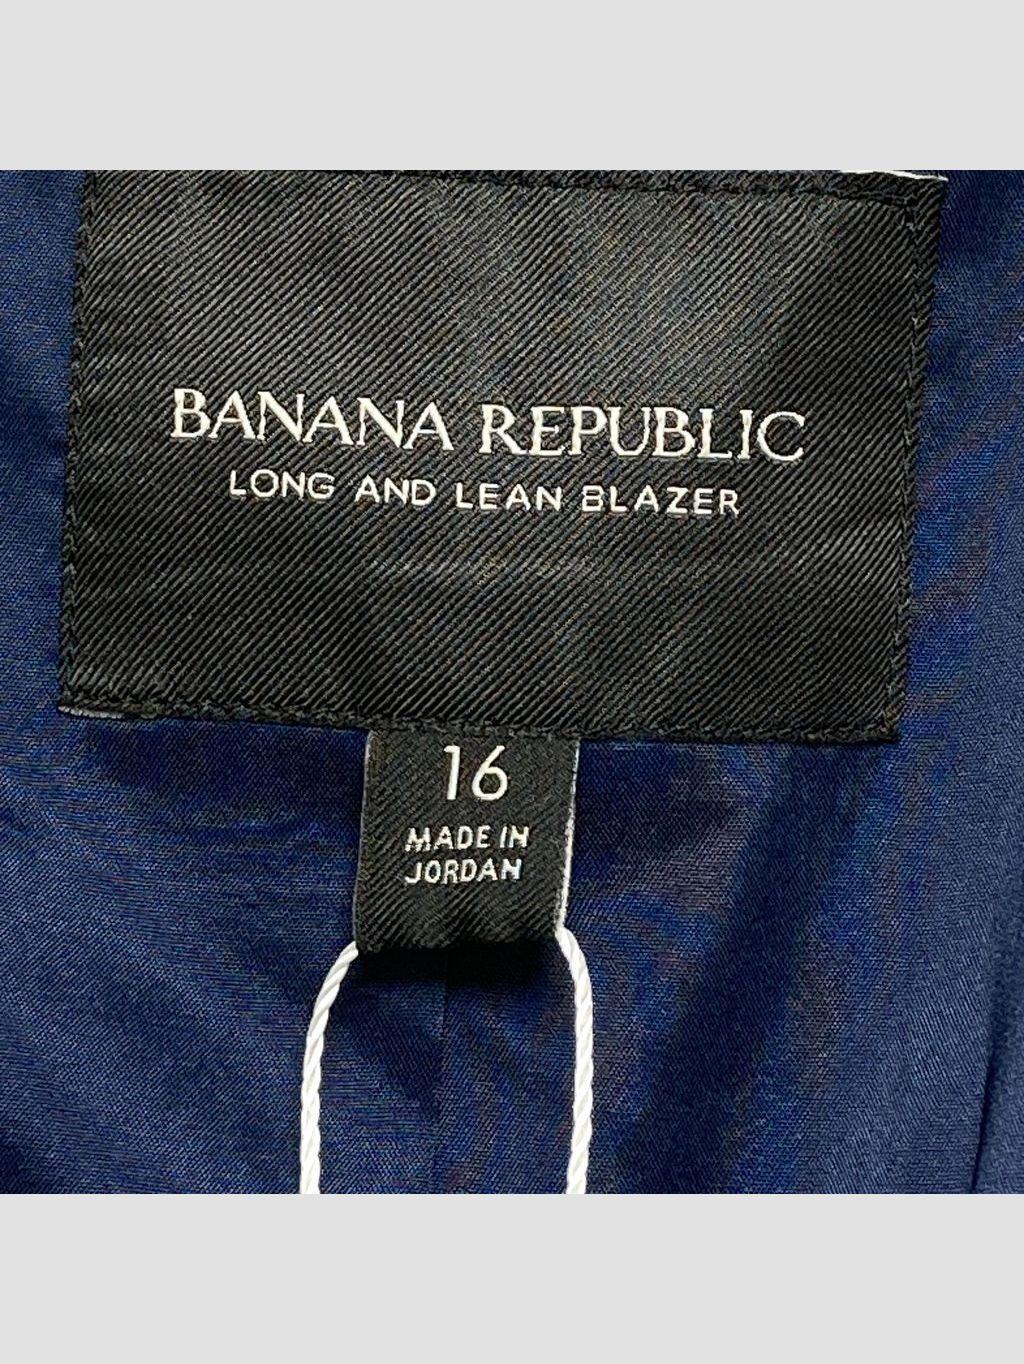 BANANA REPUBLIC
LONG AND LEAN BLAZER
16
MADE IN
JORDAN